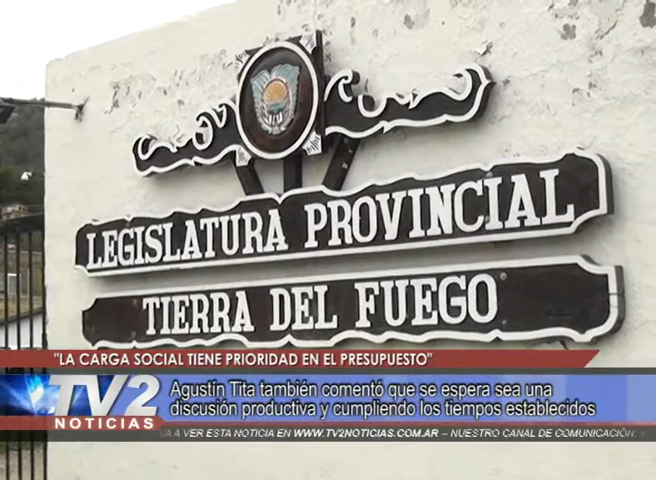 LEGISLATURA PROVINCIAL
TIERRA DEL FUEGO
"LA CARGA SOCIAL TIENE PRIORIDAD EN EL PRESUPUESTO"
TV2
NOTICIAS
Agustín Tita también comentó que se espera sea una
discusión productiva y cumpliendo los tiempos establecidos
A A VER ESTA NOTICIA EN WWW.TV2NOTICIAS.COM.AR – NUESTRO CANAL DE COMUNICACIÓN